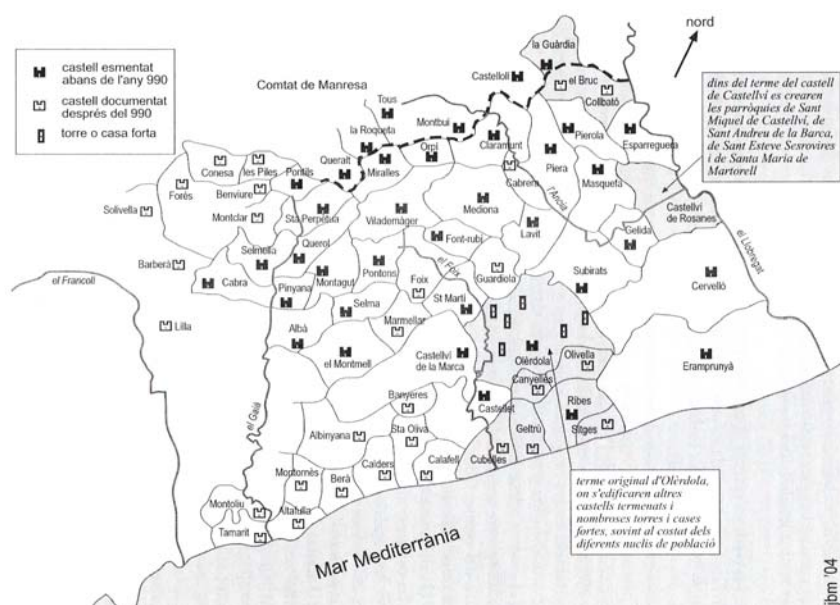 castell esmentat
abans de l'any 990
castell documentat
després del 990
torre o casa forta
nord
dins del terme del castell
de Castellví es crearen
les parròquies de Sant
Miquel de Castellví, de
Sant Andreu de la Barca,
de Sant Esteve Sesrovires
i de Santa Maria de
Martorell
Comtat de Manresa
la Guàrdia
Castellolí
el Bruc
Collbató
Tous
la Roqueta
Montbui
Orpí
Claramunt
Pierola
Esparreguera
Queralt
Miralles
Cabrera
Piera
Masquefa
l'Anoia
Conesa
les Piles
Pontils
Forès
Benviure
Solivella
Montclar
Sta Perpètua
Vilademàger
Mediona
Lavit
Castellví
de Rosanes
Gelida
el Llobregat
Selmella
Querol
Font-rubí
Barberà
Cabra
Pinyana
Montagut
Pontons
Foix
el Foix
Guardiola
Subirats
Cervelló
el Francolí
Lilla
Selma
Marmellar
St Martí
Albà
el Montmell
Castellví
de la Marca
Olèrdola
Olivella
Eramprunyà
Canyelles
Banyeres
Castellet
Ribes
Sitges
el Gaià
Albinyana
Sta Oliva
Geltrú
Cubelles
Montornès
Berà
Calders
Calafell
Montoliu
Tamarit
Altafulla
Mar Mediterrània
terme original d'Olèrdola,
on s'edificaren altres
castells termenats i
nombroses torres i cases
fortes, sovint al costat dels
diferents nuclis de població
jbm '04